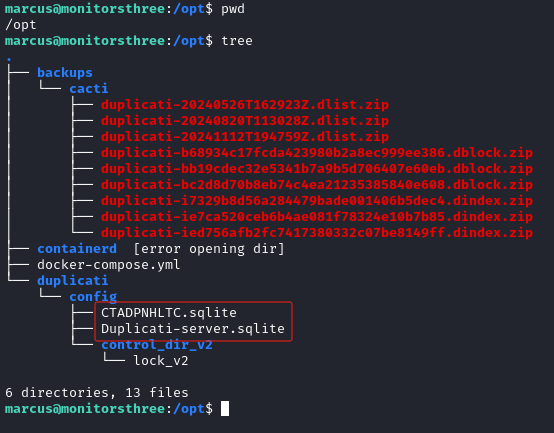 marcus@monitorsthree:/opt$ pwd
/opt
marcus@monitorsthree:/opt$ tree
.
├── backups
│   └── cacti
│       ├── duplicati-20240526T162923Z.dlist.zip
│       ├── duplicati-20240820T113028Z.dlist.zip
│       ├── duplicati-20241112T194759Z.dlist.zip
│       ├── duplicati-b68934c17fcda423980b2a8ec999ee386.dblock.zip
│       ├── duplicati-bb19cdec32e5341b7a9b5d706407e60eb.dblock.zip
│       ├── duplicati-bc2d8d70b8eb74c4ea21235385840e608.dblock.zip
│       ├── duplicati-i7329b8d56a284479bade001406b5dec4.dindex.zip
│       ├── duplicati-ie7ca520ceb6b4ae081f78324e10b7b85.dindex.zip
│       └── duplicati-ied756afb2fc7417380332c07be8149ff.dindex.zip
├── containerd  [error opening dir]
├── docker-compose.yml
└── duplicati
    └── config
        ├── CTADPNHLTC.sqlite
        ├── Duplicati-server.sqlite
        └── control_dir_v2
            └── lock_v2

6 directories, 13 files
marcus@monitorsthree:/opt$